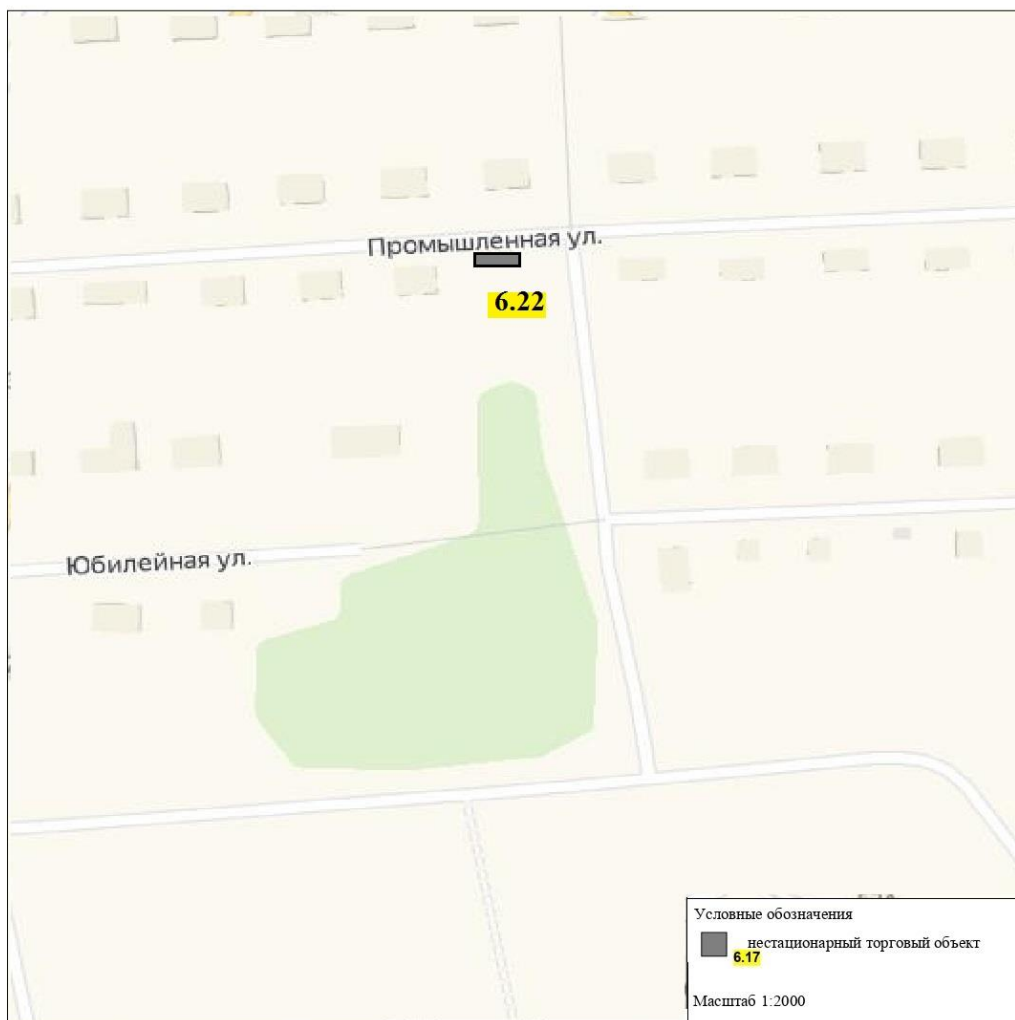 Промышленная ул.
6.22
Юбилейная ул.
Условные обозначения
нестационарный торговый объект
6.17
Масштаб 1:2000